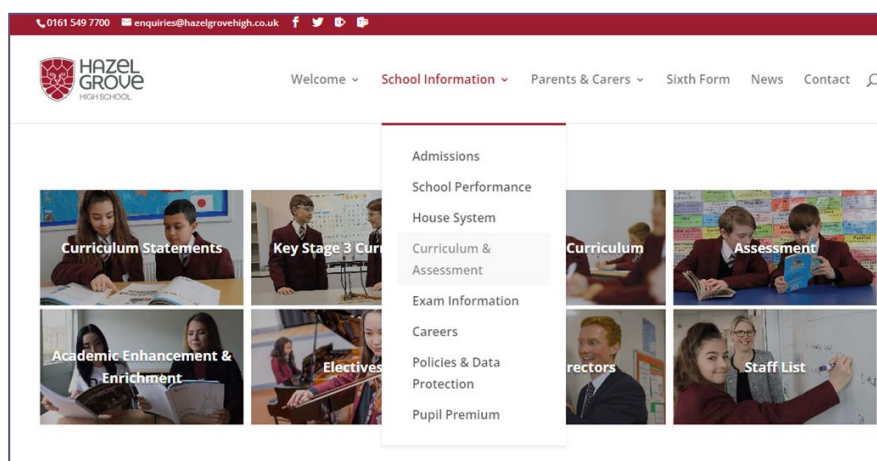 0161 549 7700 enquiries@hazelgrovehigh.co.uk
HAZEL
GROVE
HIGH SCHOOL
Welcome School Information Parents & Carers Sixth Form News Contact
Admissions
School Performance
House System
Curriculum &
Assessment
Exam Information
Careers
Policies & Data
Protection
Pupil Premium
Curriculum Statements
Key Stage 3
Curriculum
Assessment
Academic Enhancement &
Enrichment
Electives
Staff List